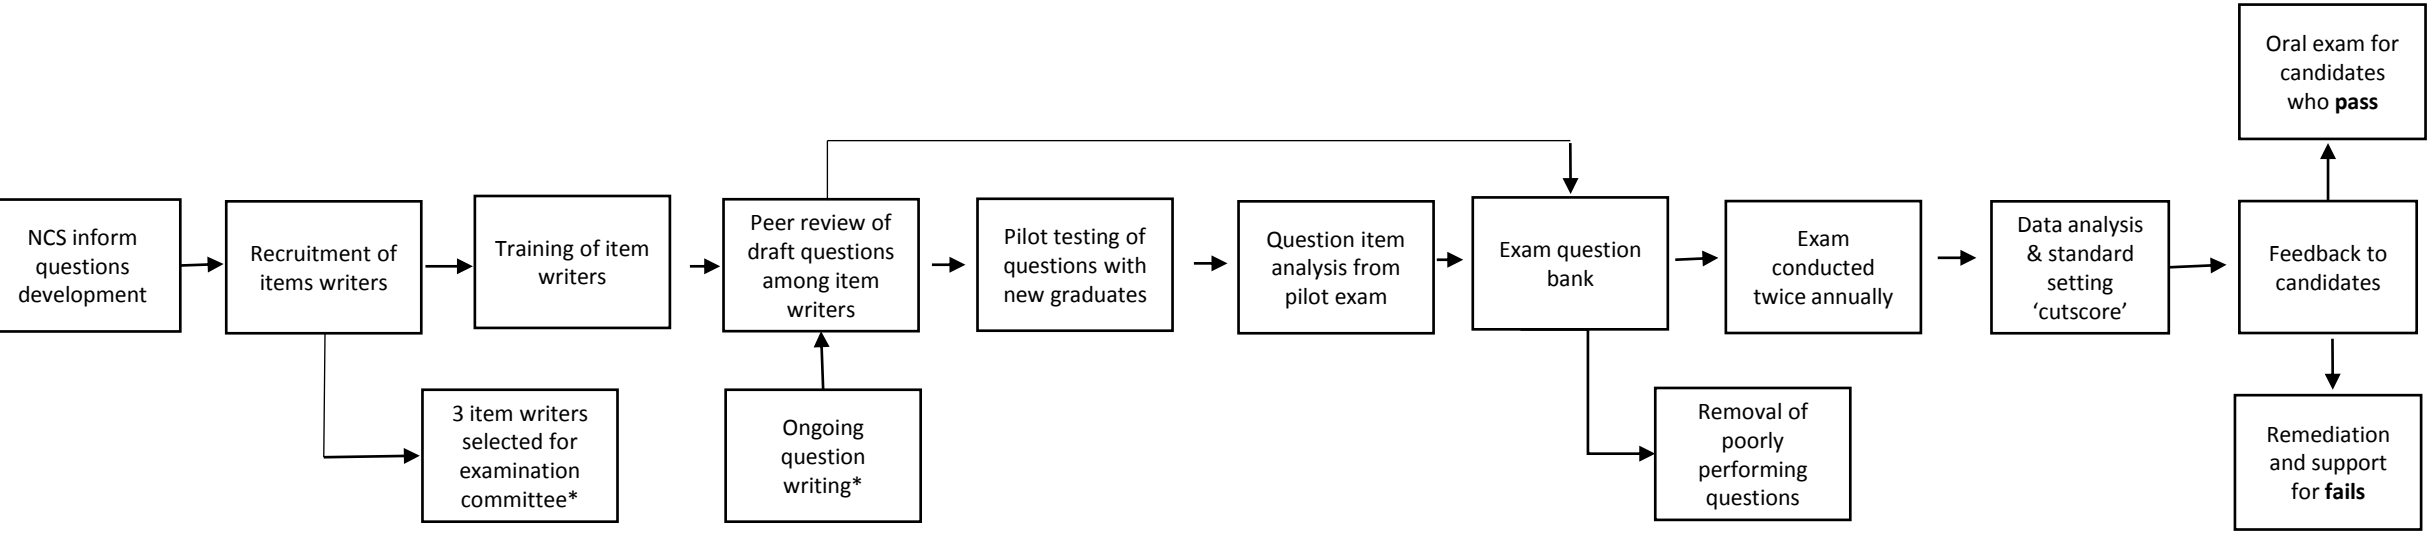 NCS inform
questions
development
Recruitment of
items writers
3 item writers
selected for
examination
committee*
Training of item
writers
Peer review of
draft questions
among item
writers
Ongoing
question
writing*
Pilot testing of
questions with
new graduates
Question item
analysis from
pilot exam
Exam question
bank
Removal of
poorly
performing
questions
Exam
conducted
twice annually
Data analysis
& standard
setting
‘cutscore’
Feedback to
candidates
Oral exam for
candidates
who pass
Remediation
and support
for fails